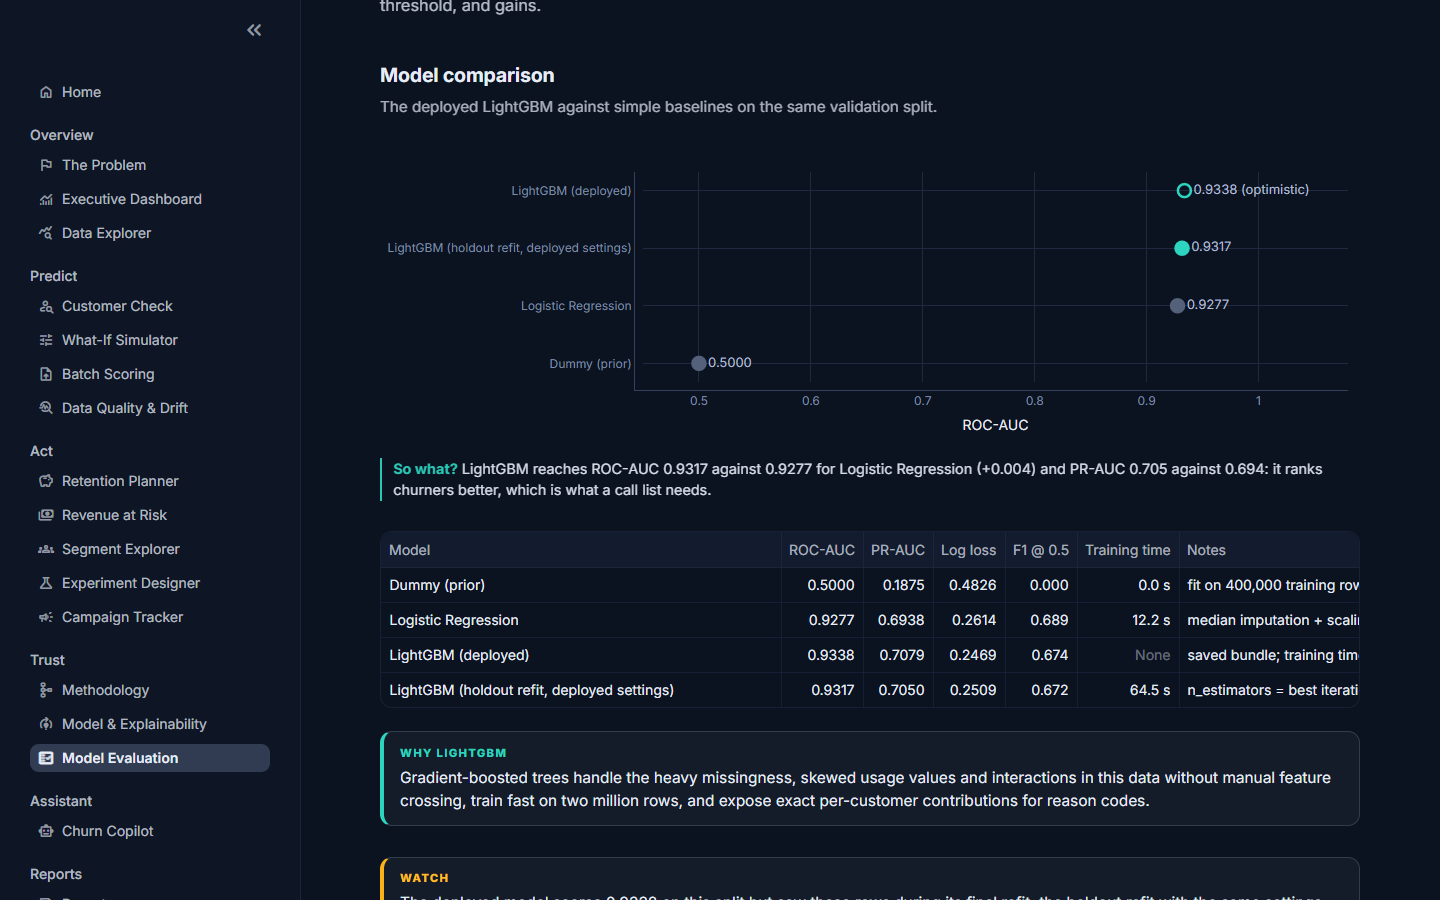 threshold, and gains.
Home
Overview
The Problem
Executive Dashboard
Data Explorer
Predict
Customer Check
What-If Simulator
Batch Scoring
Data Quality & Drift
Act
Retention Planner
Revenue at Risk
Segment Explorer
Experiment Designer
Campaign Tracker
Trust
Methodology
Model & Explainability
Model Evaluation
Assistant
Churn Copilot
Reports
Model comparison
The deployed LightGBM against simple baselines on the same validation split.
LightGBM (deployed) 0.9338 (optimistic)
LightGBM (holdout refit, deployed settings) 0.9317
Logistic Regression 0.9277
Dummy (prior) 0.5000
0.5 0.6 0.7 0.8 0.9 1
ROC-AUC
So what? LightGBM reaches ROC-AUC 0.9317 against 0.9277 for Logistic Regression (+0.004) and PR-AUC 0.705 against 0.694: it ranks
churners better, which is what a call list needs.
Model ROC-AUC PR-AUC Log loss F1 @ 0.5 Training time Notes
Dummy (prior) 0.5000 0.1875 0.4826 0.000 0.0 s fit on 400,000 training row
Logistic Regression 0.9277 0.6938 0.2614 0.689 12.2 s median imputation + scali
LightGBM (deployed) 0.9338 0.7079 0.2469 0.674 None saved bundle; training tim
LightGBM (holdout refit, deployed settings) 0.9317 0.7050 0.2509 0.672 64.5 s n_estimators = best iterati
WHY LIGHTGBM
Gradient-boosted trees handle the heavy missingness, skewed usage values and interactions in this data without manual feature
crossing, train fast on two million rows, and expose exact per-customer contributions for reason codes.
WATCH